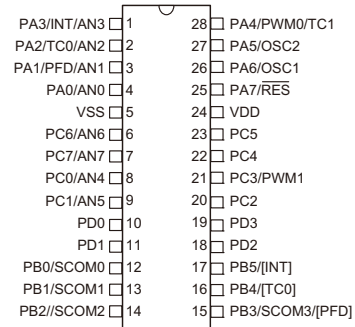 PA3/INT/AN3 1 28 PA4/PWM0/TC1
PA2/TC0/AN2 2 27 PA5/OSC2
PA1/PFD/AN1 3 26 PA6/OSC1
PA0/AN0 4 25 PA7/RES
VSS 5 24 VDD
PC6/AN6 6 23 PC5
PC7/AN7 7 22 PC4
PC0/AN4 8 21 PC3/PWM1
PC1/AN5 9 20 PC2
PD0 10 19 PD3
PD1 11 18 PD2
PB0/SCOM0 12 17 PB5/[INT]
PB1/SCOM1 13 16 PB4/[TC0]
PB2//SCOM2 14 15 PB3/SCOM3/[PFD]